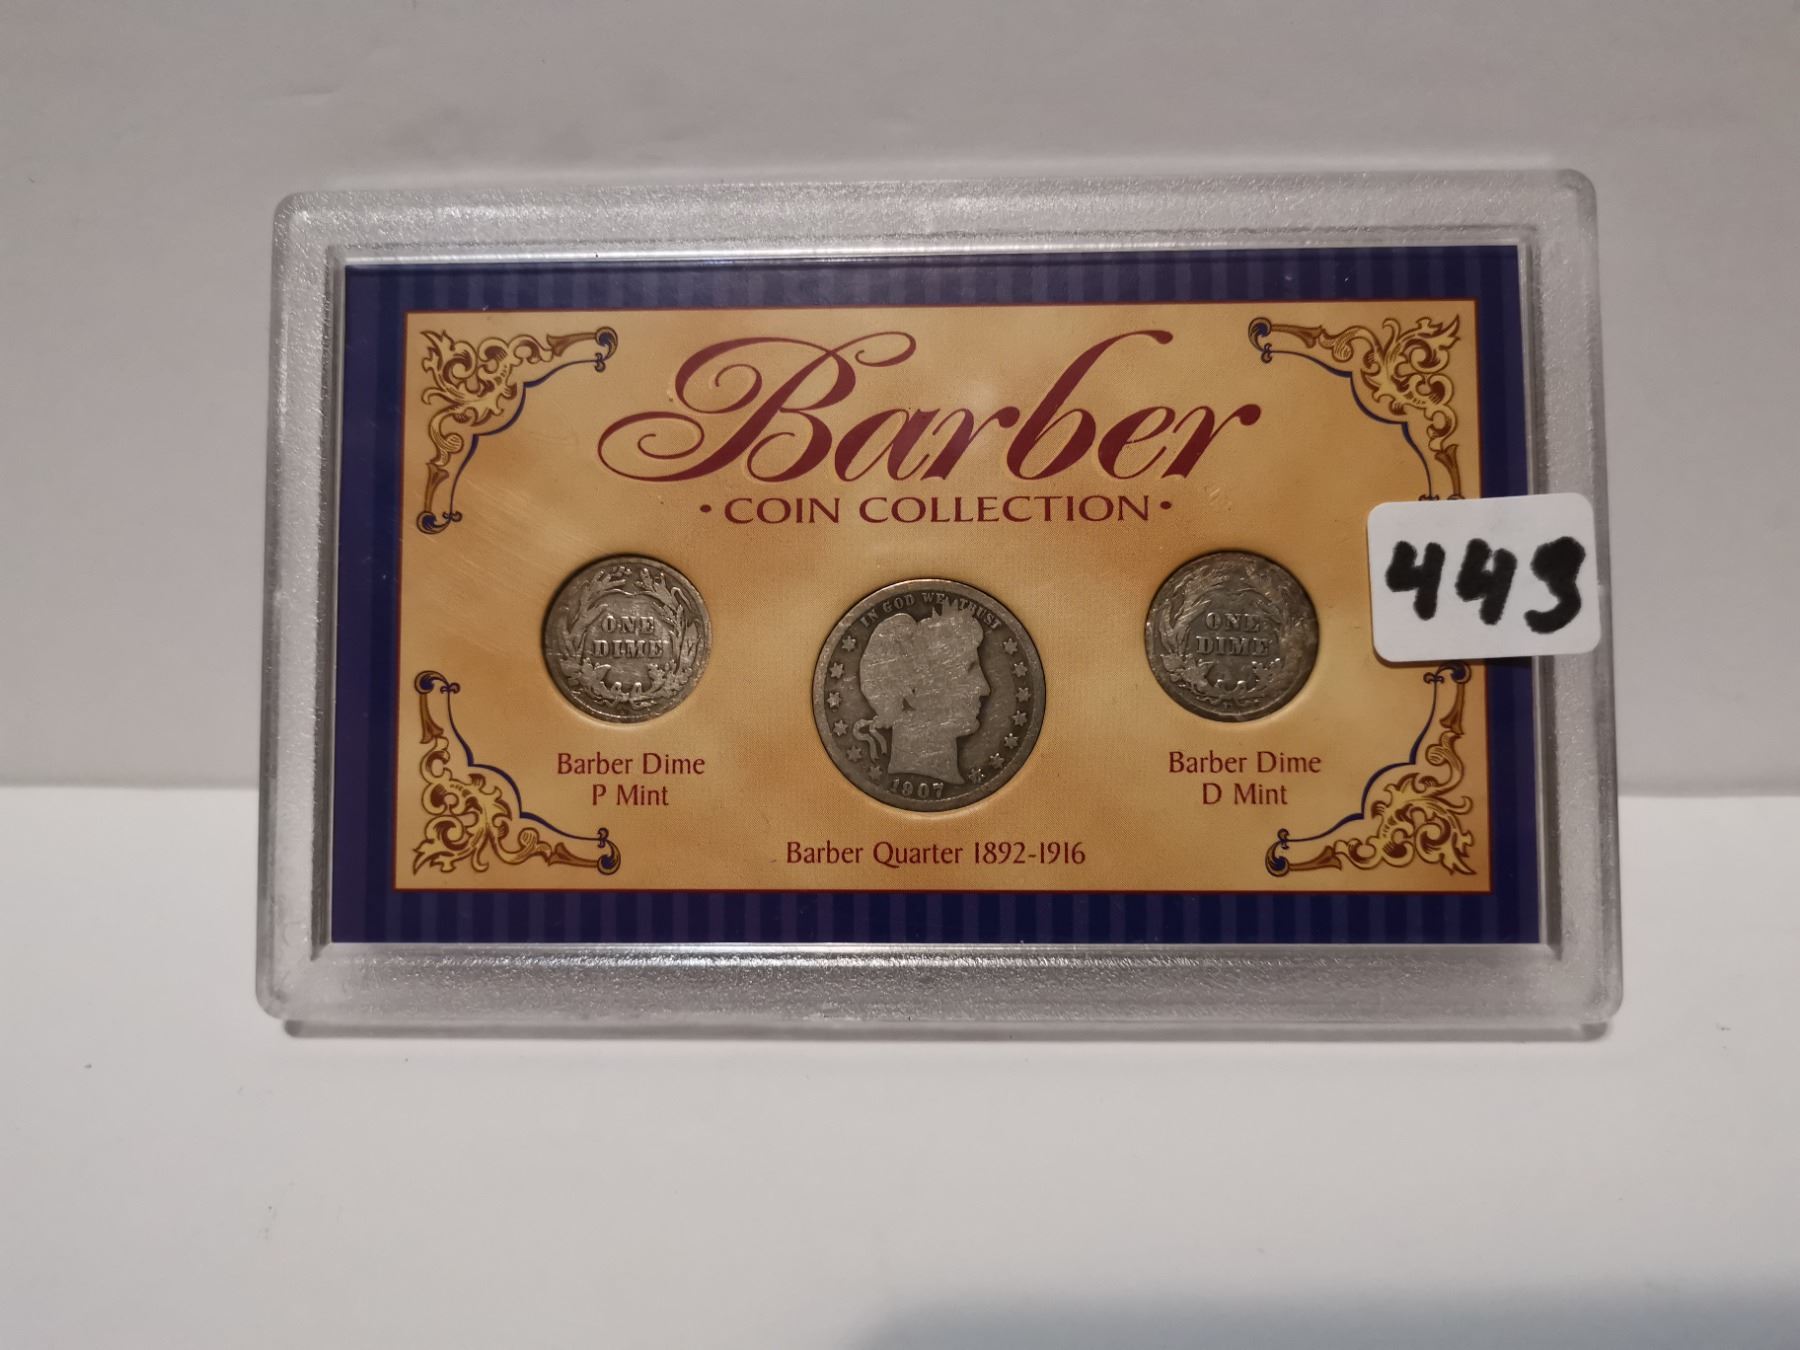 Barber
• COIN COLLECTION •
443
ONE
DIME
IN GOD WE TRUST
1907
ONE
DIME
Barber Dime
P Mint
Barber Dime
D Mint
Barber Quarter 1892-1916